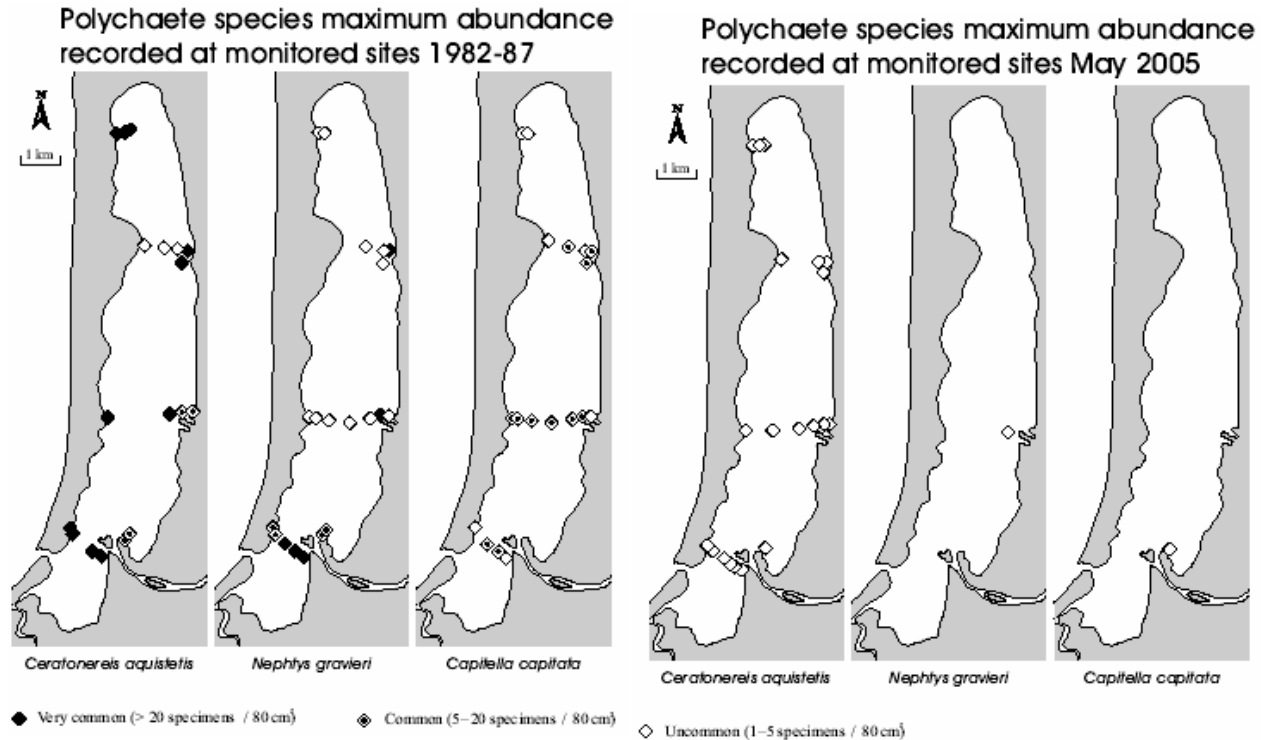 Polychaete species maximum abundance
recorded at monitored sites 1982-87
N
1 km
Ceratonereis aquistetis
Nephtys gravieri
Capitella capitata
Polychaete species maximum abundance
recorded at monitored sites May 2005
N
1 km
Ceratonereis aquistetis
Nephtys gravieri
Capitella capitata
Very common (> 20 specimens / 80 cm³)
Common (5–20 specimens / 80 cm³)
Uncommon (1–5 specimens / 80 cm³)